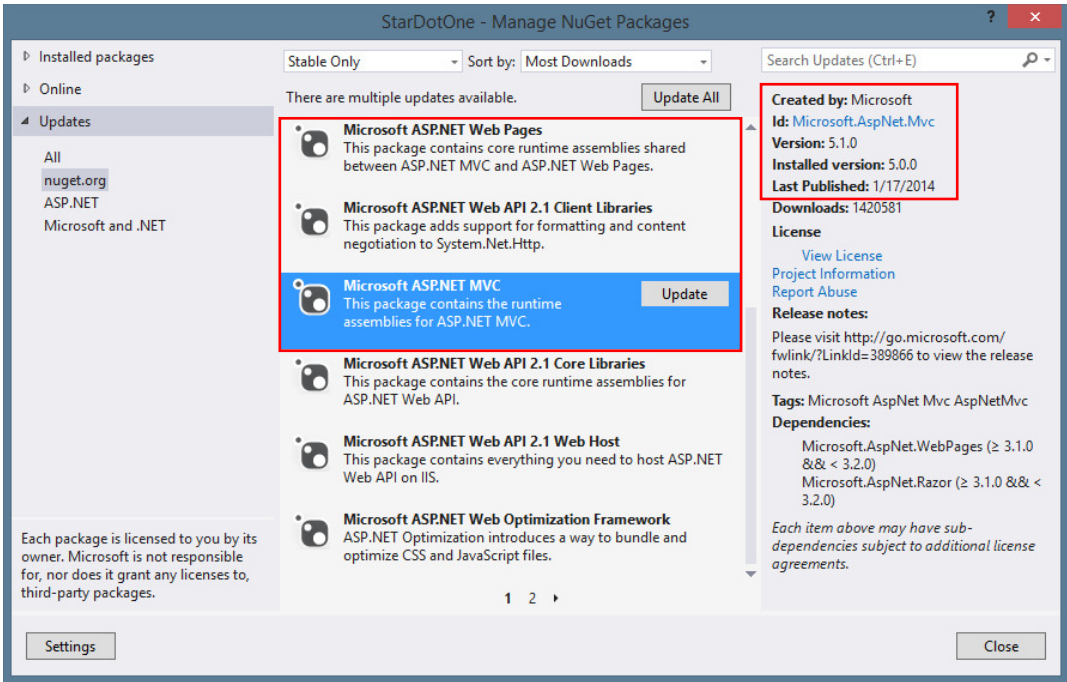 StarDotOne - Manage NuGet Packages
?
Installed packages
Online
Updates
All
nuget.org
ASP.NET
Microsoft and .NET
Each package is licensed to you by its
owner. Microsoft is not responsible
for, nor does it grant any licenses to,
third-party packages.
Settings
Stable Only
Sort by: Most Downloads
There are multiple updates available.
Update All
Microsoft ASP.NET Web Pages
This package contains core runtime assemblies shared
between ASP.NET MVC and ASP.NET Web Pages.
Microsoft ASP.NET Web API 2.1 Client Libraries
This package adds support for formatting and content
negotiation to System.Net.Http.
Microsoft ASP.NET MVC
This package contains the runtime
assemblies for ASP.NET MVC.
Update
Microsoft ASP.NET Web API 2.1 Core Libraries
This package contains the core runtime assemblies for
ASP.NET Web API.
Microsoft ASP.NET Web API 2.1 Web Host
This package contains everything you need to host ASP.NET
Web API on IIS.
Microsoft ASP.NET Web Optimization Framework
ASP.NET Optimization introduces a way to bundle and
optimize CSS and JavaScript files.
1 2
Search Updates (Ctrl+E)
Created by: Microsoft
Id: Microsoft.AspNet.Mvc
Version: 5.1.0
Installed version: 5.0.0
Last Published: 1/17/2014
Downloads: 1420581
License
View License
Project Information
Report Abuse
Release notes:
Please visit http://go.microsoft.com/
fwlink/?LinkId=389866 to view the release
notes.
Tags: Microsoft AspNet Mvc AspNetMvc
Dependencies:
Microsoft.AspNet.WebPages (≥ 3.1.0
&& < 3.2.0)
Microsoft.AspNet.Razor (≥ 3.1.0 && <
3.2.0)
Each item above may have sub-
dependencies subject to additional license
agreements.
Close